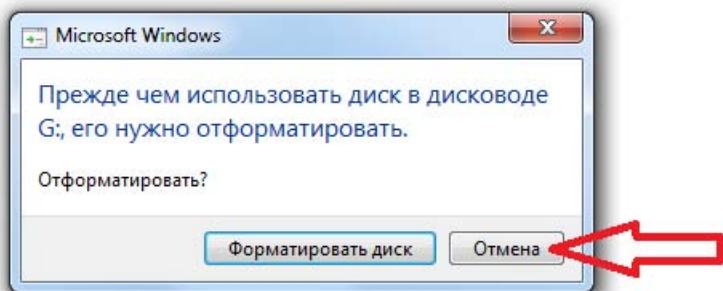 Microsoft Windows
Прежде чем использовать диск в дисководе
G:, его нужно отформатировать.
Отформатировать?
Форматировать диск
Отмена